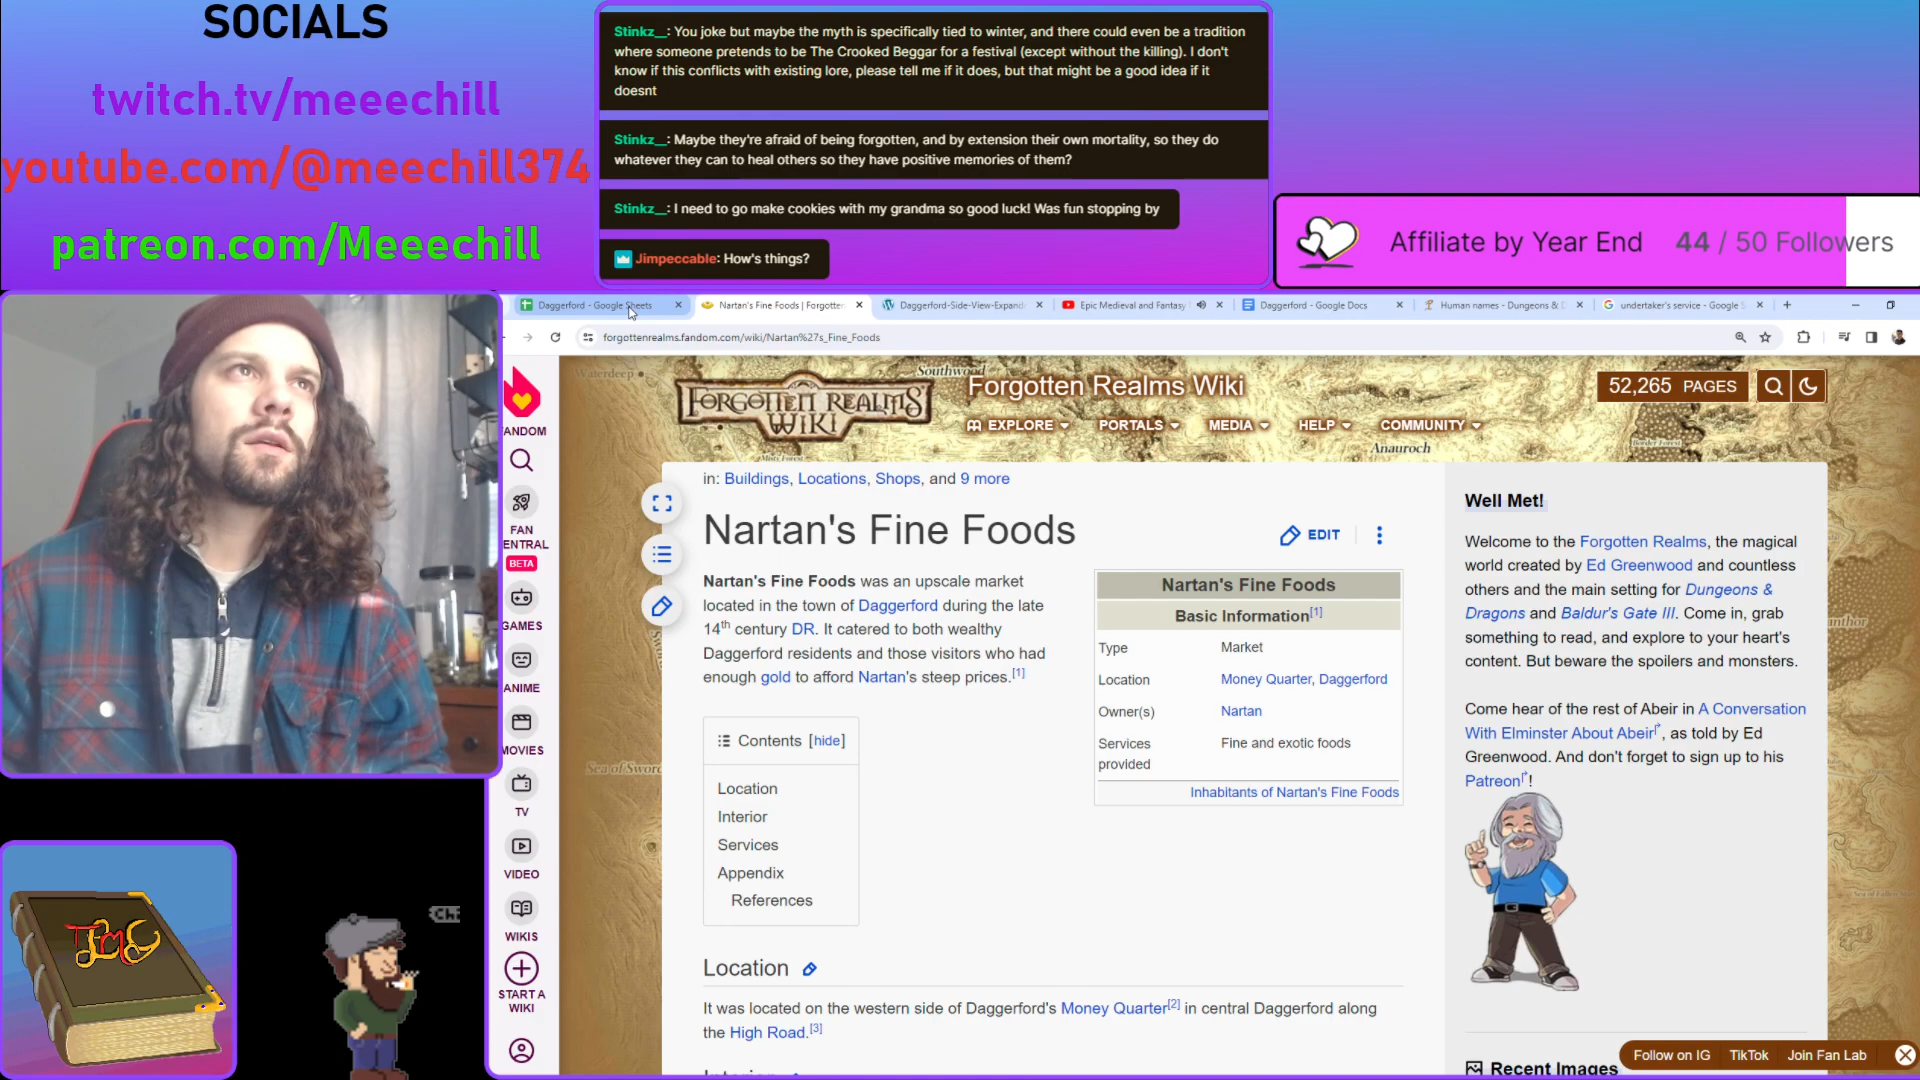 SOCIALS
twitch.tv/meeechill
youtube.com/@meechill374
patreon.com/Meeechill
Stinkz__: You joke but maybe the myth is specifically tied to winter, and there could even be a tradition
where someone pretends to be The Crooked Beggar for a festival (except without the killing). I don't
know if this conflicts with existing lore, please tell me if it does, but that might be a good idea if it
doesnt
Stinkz__: Maybe they're afraid of being forgotten, and by extension their own mortality, so they do
whatever they can to heal others so they have positive memories of them?
Stinkz__: I need to go make cookies with my grandma so good luck! Was fun stopping by
Jimpeccable: How's things?
Affiliate by Year End 44 / 50 Followers
Daggerford - Google Sheets
Nartan's Fine Foods | Forgotten
Daggerford-Side-View-Expand
Epic Medieval and Fantasy
Daggerford - Google Docs
Human names - Dungeons & D
undertaker's service - Google S
forgottenrealms.fandom.com/wiki/Nartan%27s_Fine_Foods
ANDOM
FAN
ENTRAL
BETA
GAMES
ANIME
MOVIES
TV
VIDEO
WIKIS
START A
WIKI
Waterdeep
Southwood
FORGOTTEN REALMS
WIKI
Forgotten Realms Wiki
52,265 PAGES
EXPLORE
PORTALS
MEDIA
HELP
COMMUNITY
Anauroch
Sea of Sword
anthor
in: Buildings, Locations, Shops, and 9 more
Nartan's Fine Foods
EDIT
Nartan's Fine Foods was an upscale market
located in the town of Daggerford during the late
14th century DR. It catered to both wealthy
Daggerford residents and those visitors who had
enough gold to afford Nartan's steep prices.[1]
Nartan's Fine Foods
Basic Information[1]
Type Market
Location Money Quarter, Daggerford
Owner(s) Nartan
Services Fine and exotic foods
provided
Inhabitants of Nartan's Fine Foods
Contents [hide]
Location
Interior
Services
Appendix
References
Location
It was located on the western side of Daggerford's Money Quarter[2] in central Daggerford along
the High Road.[3]
Well Met!
Welcome to the Forgotten Realms, the magical
world created by Ed Greenwood and countless
others and the main setting for Dungeons &
Dragons and Baldur's Gate III. Come in, grab
something to read, and explore to your heart's
content. But beware the spoilers and monsters.
Come hear of the rest of Abeir in A Conversation
With Elminster About Abeir, as told by Ed
Greenwood. And don't forget to sign up to his
Patreon!
Recent Images
Follow on IG TikTok Join Fan Lab
TMC